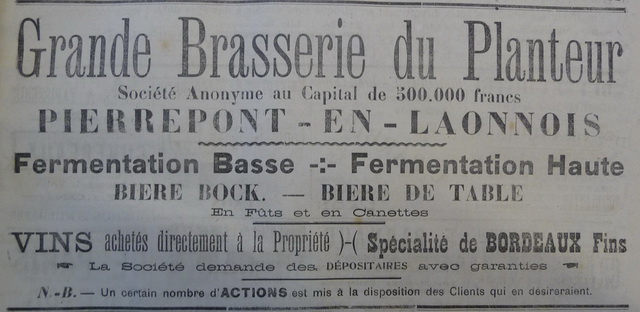 Grande Brasserie du Planteur
Société Anonyme au Capital de 500.000 francs
PIERREPONT - EN - LAONNOIS
Fermentation Basse -:- Fermentation Haute
BIERE BOCK. — BIERE DE TABLE
En Fûts et en Canettes
VINS achetés directement à la Propriété )-( Spécialité de BORDEAUX Fins
La Société demande des DÉPOSITAIRES avec garanties
N.-B. — Un certain nombre d'ACTIONS est mis à la disposition des Clients qui en désireraient.